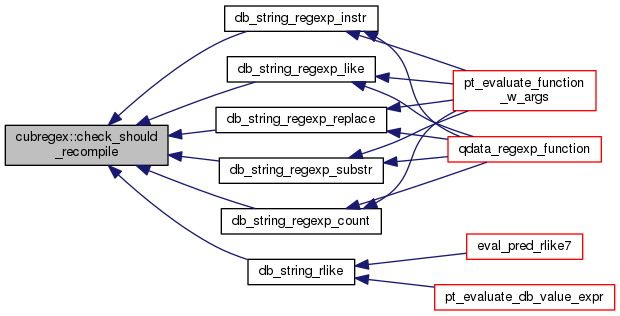 db_string_regexp_instr
db_string_regexp_like
pt_evaluate_function
_w_args
db_string_regexp_replace
cubregex::check_should
_recompile
qdata_regexp_function
db_string_regexp_substr
db_string_regexp_count
eval_pred_rlike7
db_string_rlike
pt_evaluate_db_value_expr